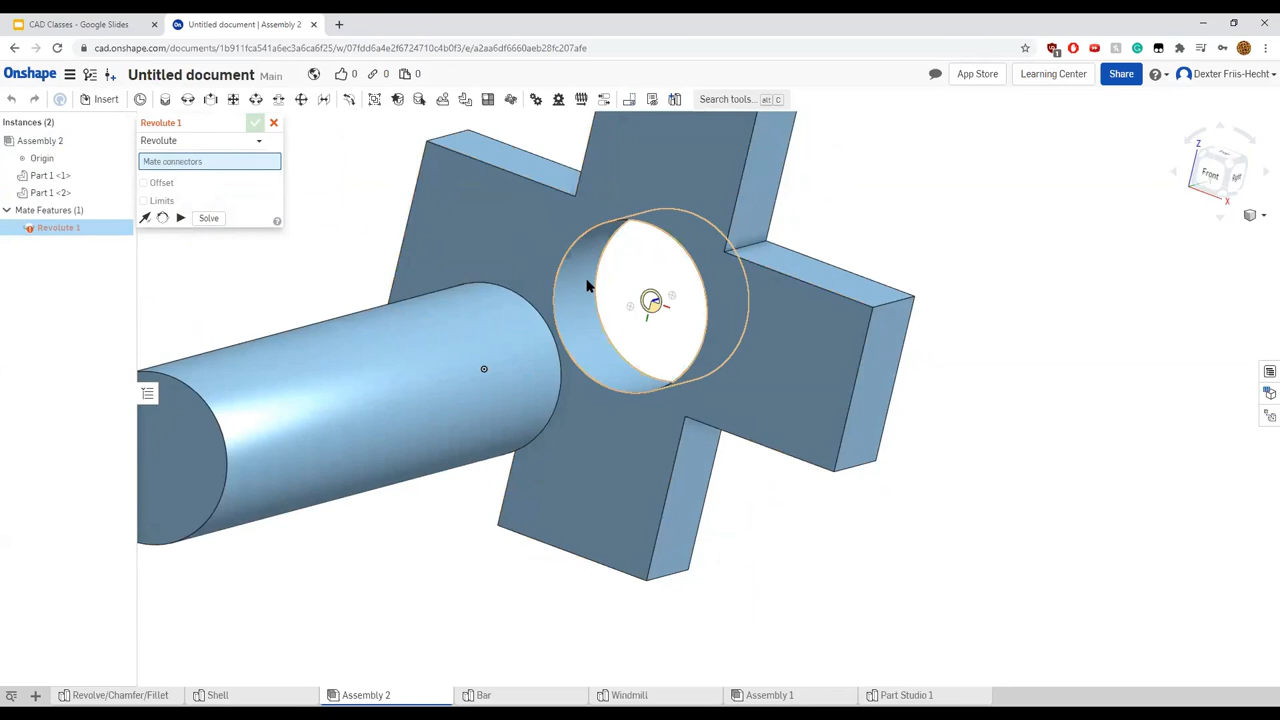 CAD Classes - Google Slides
Untitled document | Assembly 2
cad.onshape.com/documents/1b911fca541a6ec3a6ca6f25/w/07fdd6a4e2f6724710c4b0f3/e/a2aa6df6660aeb28fc207afe
Onshape
Untitled document
Main
0
0
0
App Store
Learning Center
Share
Dexter Friis-Hecht
Insert
Search tools...
alt
C
Instances (2)
Assembly 2
Origin
Part 1 <1>
Part 1 <2>
Mate Features (1)
Revolute 1
Revolute 1
Revolute
Mate connectors
Offset
Limits
Solve
Z
Front
Right
X
Revolve/Chamfer/Fillet
Shell
Assembly 2
Bar
Windmill
Assembly 1
Part Studio 1